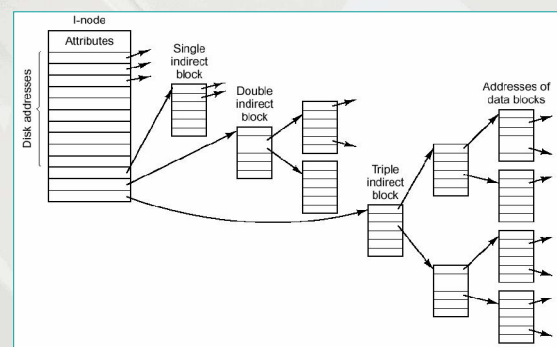 I-node
Attributes
Disk addresses
Single
indirect
block
Double
indirect
block
Triple
indirect
block
Addresses of
data blocks